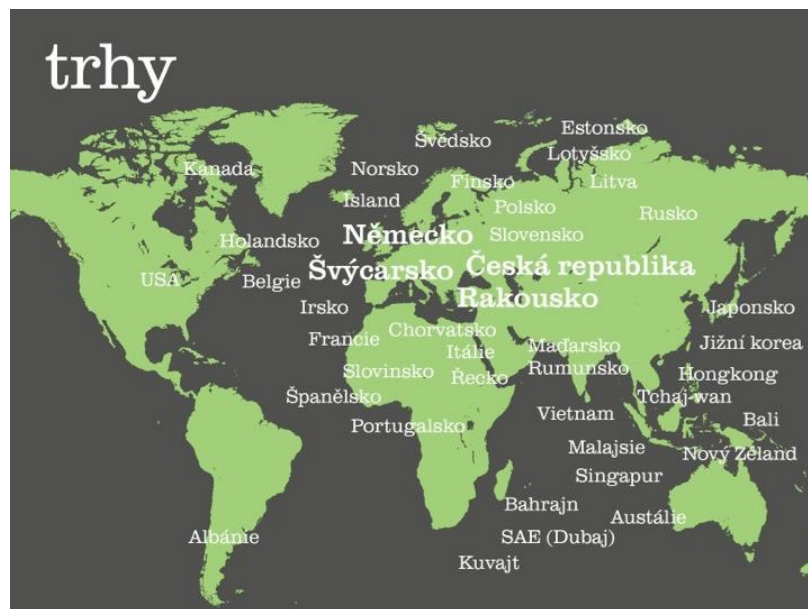 trhy
Estonsko
Švédsko
Lotyšsko
Kanada
Norsko
Finsko
Litva
Island
Polsko
Rusko
Německo
Slovensko
Holandsko
Švýcarsko
Česká republika
USA
Belgie
Rakousko
Irsko
Japonsko
Chorvatsko
Francie
Maďarsko
Jižní korea
Itálie
Rumunsko
Slovinsko
Řecko
Hongkong
Španělsko
Tchaj-wan
Vietnam
Bali
Portugalsko
Malajsie
Nový Zéland
Singapur
Bahrajn
Austálie
Albánie
SAE (Dubaj)
Kuvajt